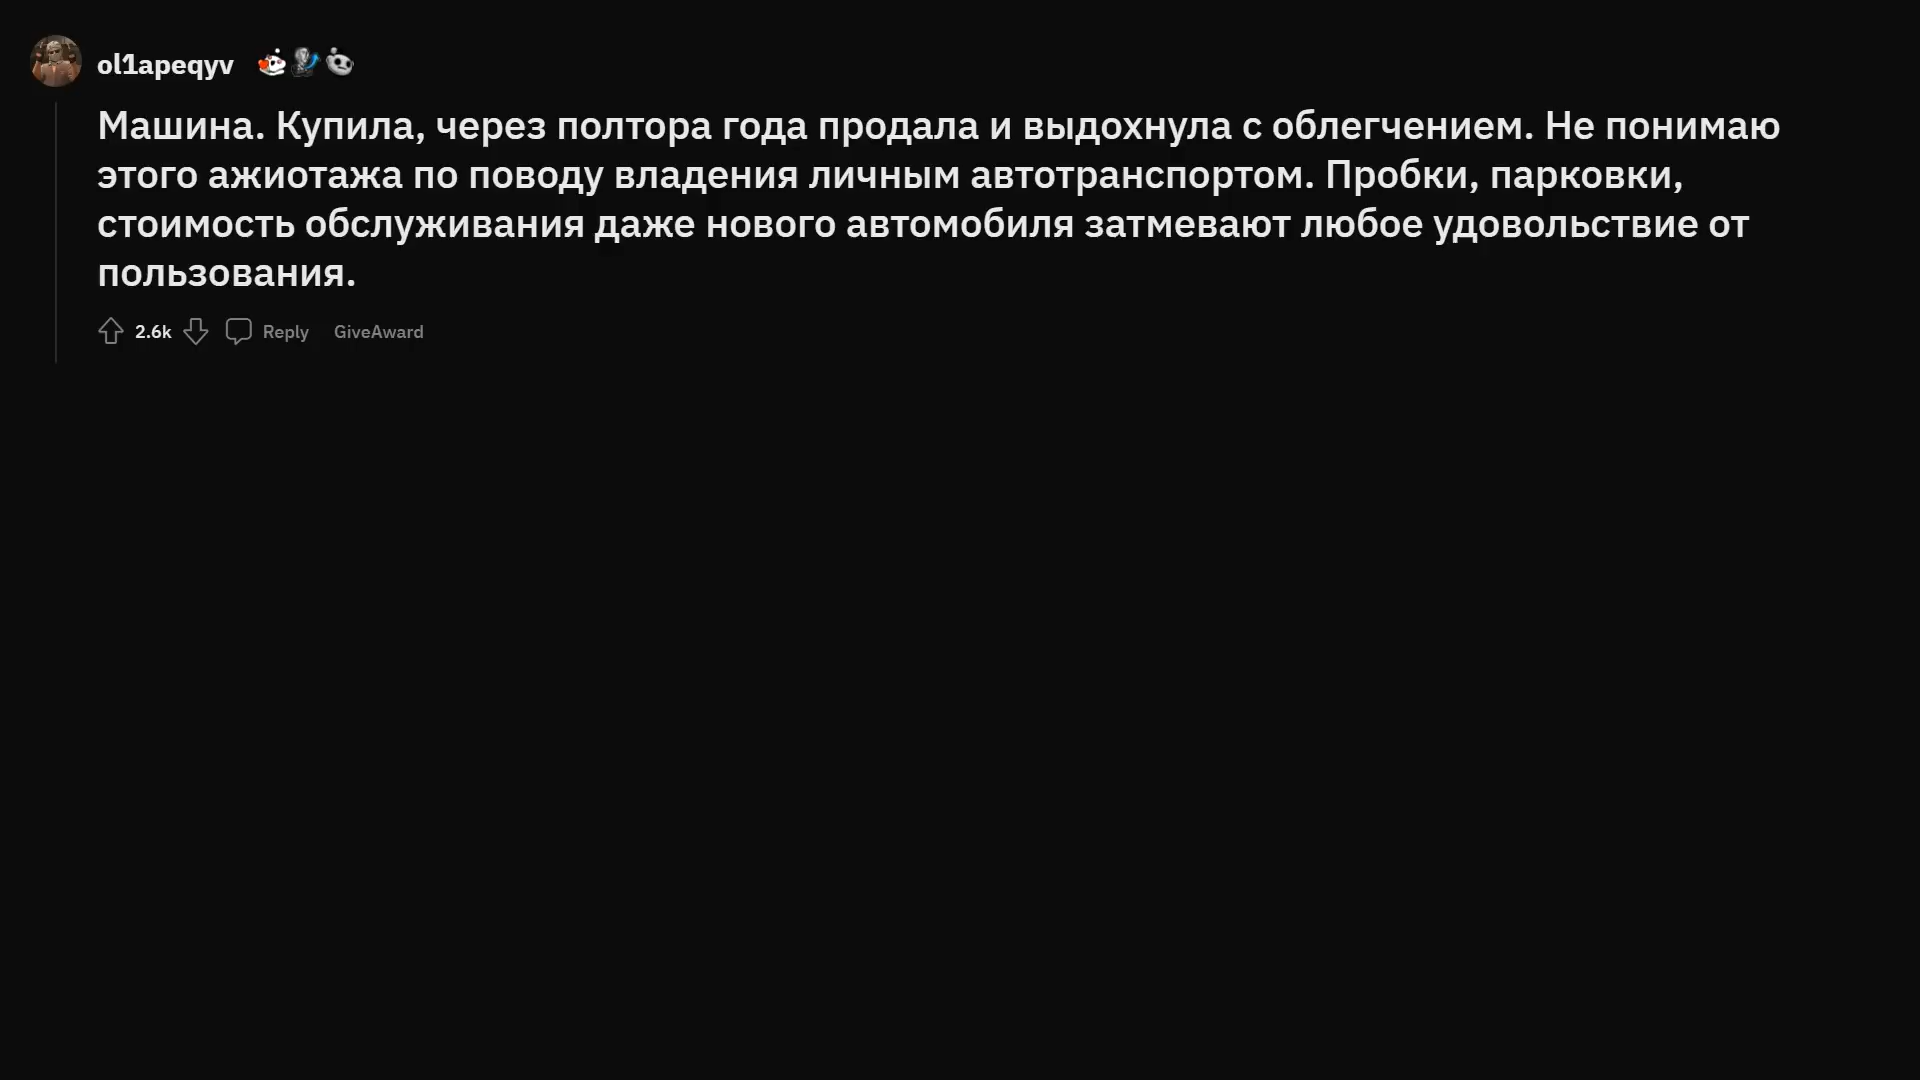 ol1apeqyv
Машина. Купила, через полтора года продала и выдохнула с облегчением. Не понимаю
этого ажиотажа по поводу владения личным автотранспортом. Пробки, парковки,
стоимость обслуживания даже нового автомобиля затмевают любое удовольствие от
пользования.
2.6k Reply GiveAward